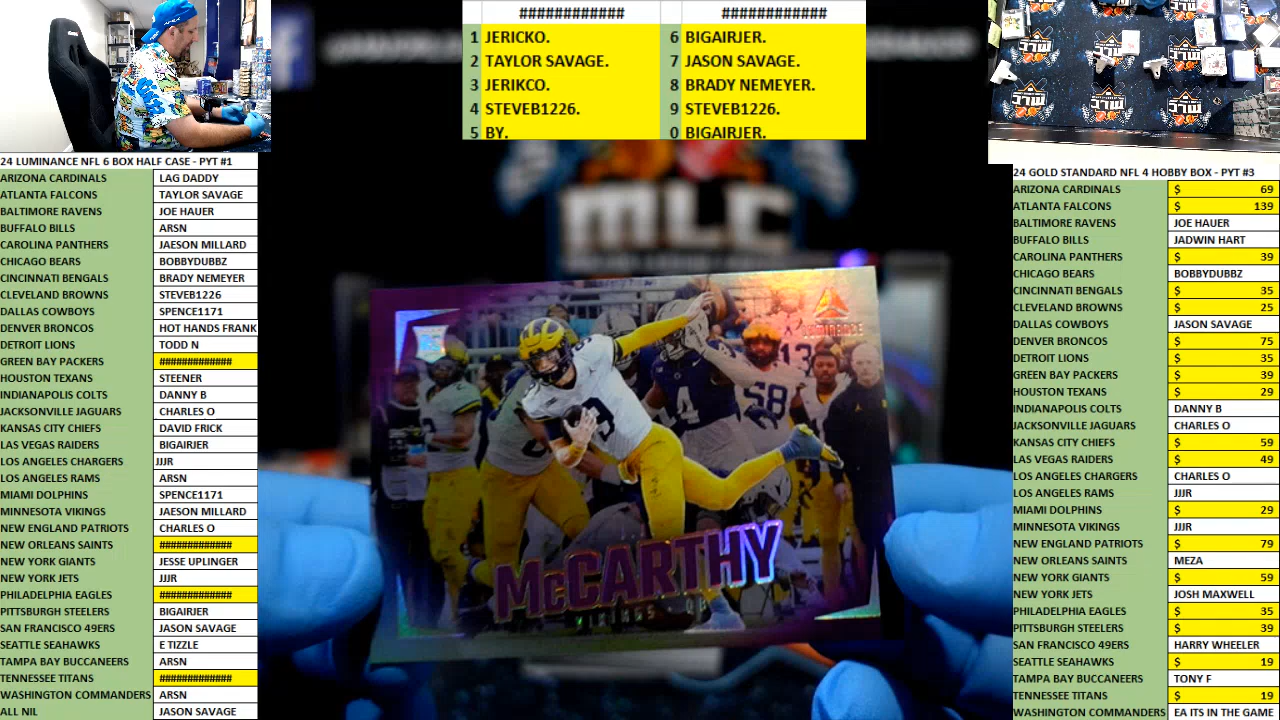 ############ ############
1 JERICKO. 6 BIGAIRJER.
2 TAYLOR SAVAGE. 7 JASON SAVAGE.
3 JERIKCO. 8 BRADY NEMEYER.
4 STEVEB1226. 9 STEVEB1226.
5 BY. 0 BIGAIRJER.
24 LUMINANCE NFL 6 BOX HALF CASE - PYT #1
ARIZONA CARDINALS LAG DADDY
ATLANTA FALCONS TAYLOR SAVAGE
BALTIMORE RAVENS JOE HAUER
BUFFALO BILLS ARSN
CAROLINA PANTHERS JAESON MILLARD
CHICAGO BEARS BOBBYDUBBZ
CINCINNATI BENGALS BRADY NEMEYER
CLEVELAND BROWNS STEVEB1226
DALLAS COWBOYS SPENCE1171
DENVER BRONCOS HOT HANDS FRANK
DETROIT LIONS TODD N
GREEN BAY PACKERS #############
HOUSTON TEXANS STEENER
INDIANAPOLIS COLTS DANNY B
JACKSONVILLE JAGUARS CHARLES O
KANSAS CITY CHIEFS DAVID FRICK
LAS VEGAS RAIDERS BIGAIRJER
LOS ANGELES CHARGERS JJJR
LOS ANGELES RAMS ARSN
MIAMI DOLPHINS SPENCE1171
MINNESOTA VIKINGS JAESON MILLARD
NEW ENGLAND PATRIOTS CHARLES O
NEW ORLEANS SAINTS #############
NEW YORK GIANTS JESSE UPLINGER
NEW YORK JETS JJJR
PHILADELPHIA EAGLES #############
PITTSBURGH STEELERS BIGAIRJER
SAN FRANCISCO 49ERS JASON SAVAGE
SEATTLE SEAHAWKS E TIZZLE
TAMPA BAY BUCCANEERS ARSN
TENNESSEE TITANS #############
WASHINGTON COMMANDERS ARSN
ALL NIL JASON SAVAGE
MLC
LUMINANCE
13
58
4
McCARTHY
VIKINGS QB
24 GOLD STANDARD NFL 4 HOBBY BOX - PYT #3
ARIZONA CARDINALS $ 69
ATLANTA FALCONS $ 139
BALTIMORE RAVENS JOE HAUER
BUFFALO BILLS JADWIN HART
CAROLINA PANTHERS $ 39
CHICAGO BEARS BOBBYDUBBZ
CINCINNATI BENGALS $ 35
CLEVELAND BROWNS $ 25
DALLAS COWBOYS JASON SAVAGE
DENVER BRONCOS $ 75
DETROIT LIONS $ 35
GREEN BAY PACKERS $ 39
HOUSTON TEXANS $ 29
INDIANAPOLIS COLTS DANNY B
JACKSONVILLE JAGUARS CHARLES O
KANSAS CITY CHIEFS $ 59
LAS VEGAS RAIDERS $ 49
LOS ANGELES CHARGERS CHARLES O
LOS ANGELES RAMS JJJR
MIAMI DOLPHINS $ 29
MINNESOTA VIKINGS JJJR
NEW ENGLAND PATRIOTS $ 79
NEW ORLEANS SAINTS MEZA
NEW YORK GIANTS $ 59
NEW YORK JETS JOSH MAXWELL
PHILADELPHIA EAGLES $ 35
PITTSBURGH STEELERS $ 39
SAN FRANCISCO 49ERS HARRY WHEELER
SEATTLE SEAHAWKS $ 19
TAMPA BAY BUCCANEERS TONY F
TENNESSEE TITANS $ 19
WASHINGTON COMMANDERS EA ITS IN THE GAME